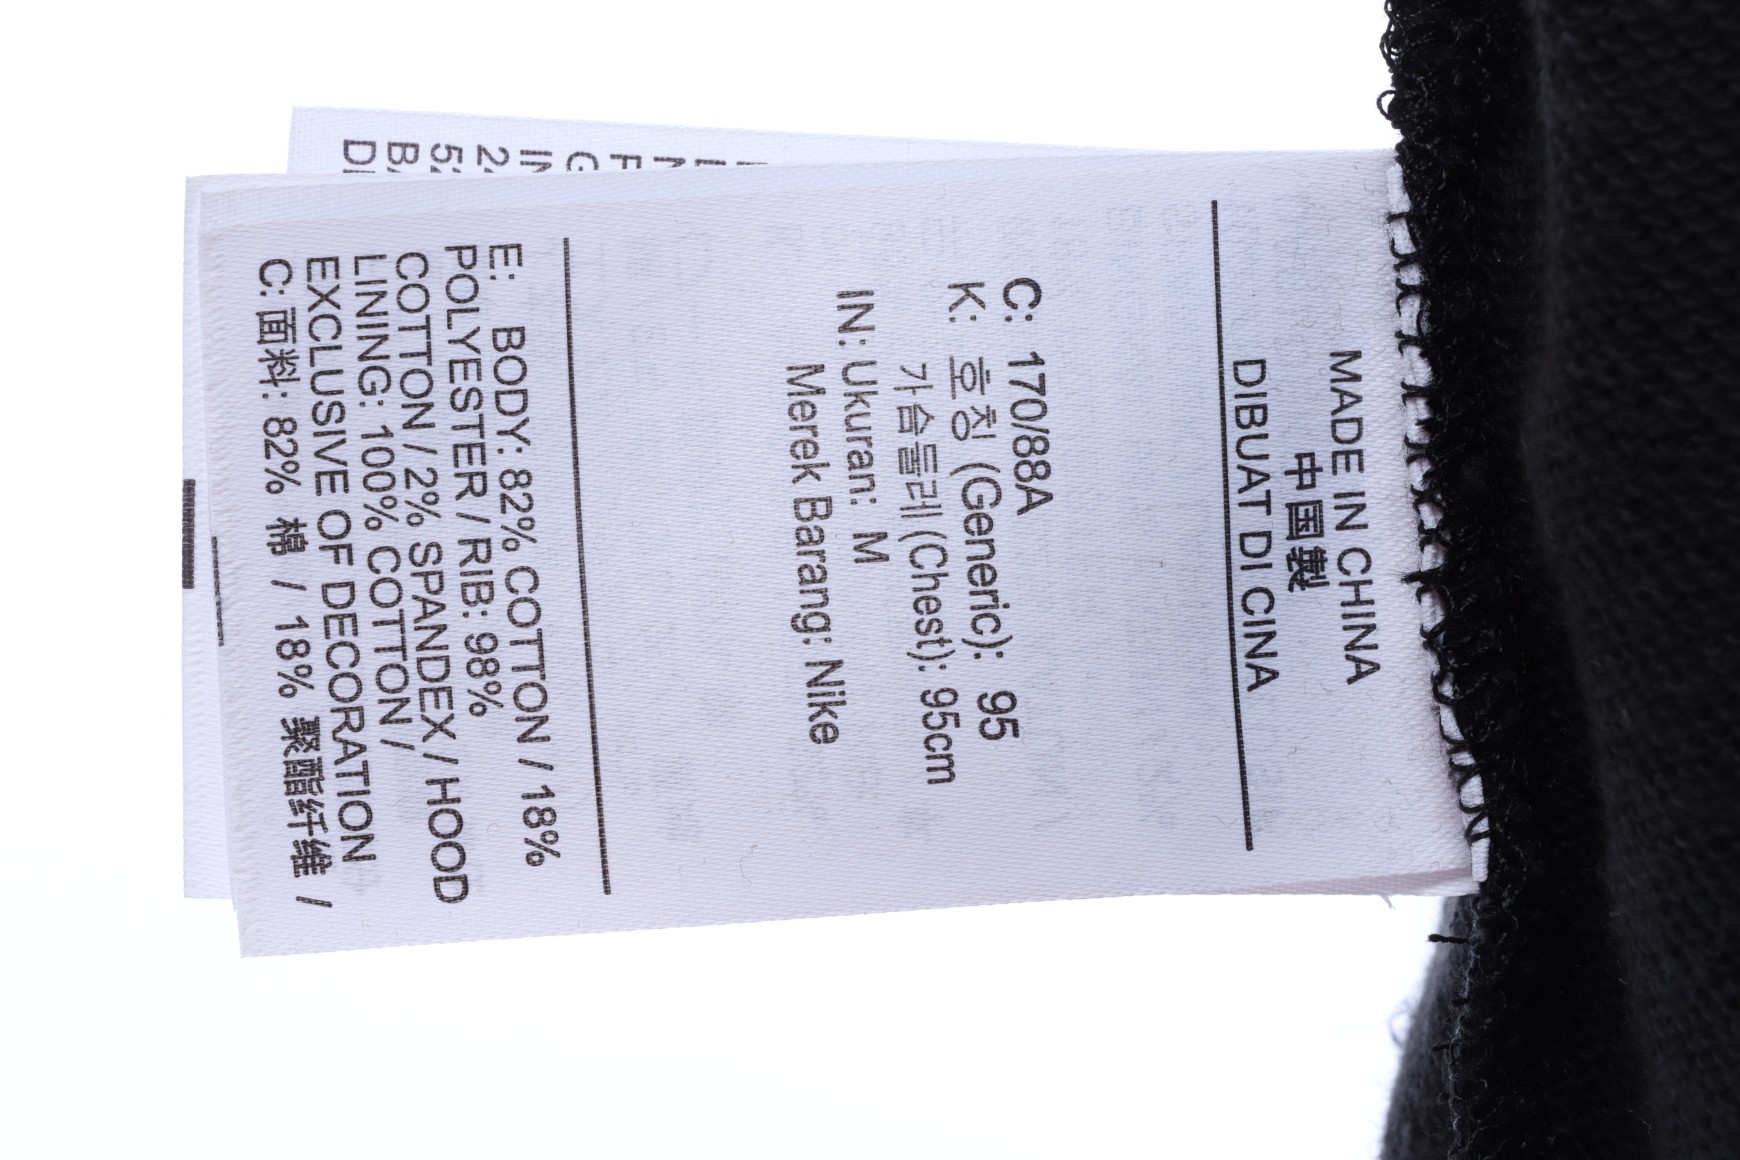 MADE IN CHINA
中国製
DIBUAT DI CINA
C: 170/88A
K: 호칭 (Generic): 95
가슴둘레 (Chest): 95cm
IN: Ukuran: M
Merek Barang: Nike
E: BODY: 82% COTTON / 18%
POLYESTER / RIB: 98%
COTTON / 2% SPANDEX / HOOD
LINING: 100% COTTON /
EXCLUSIVE OF DECORATION
C: 面料: 82% 棉 / 18% 聚酯纤维 /